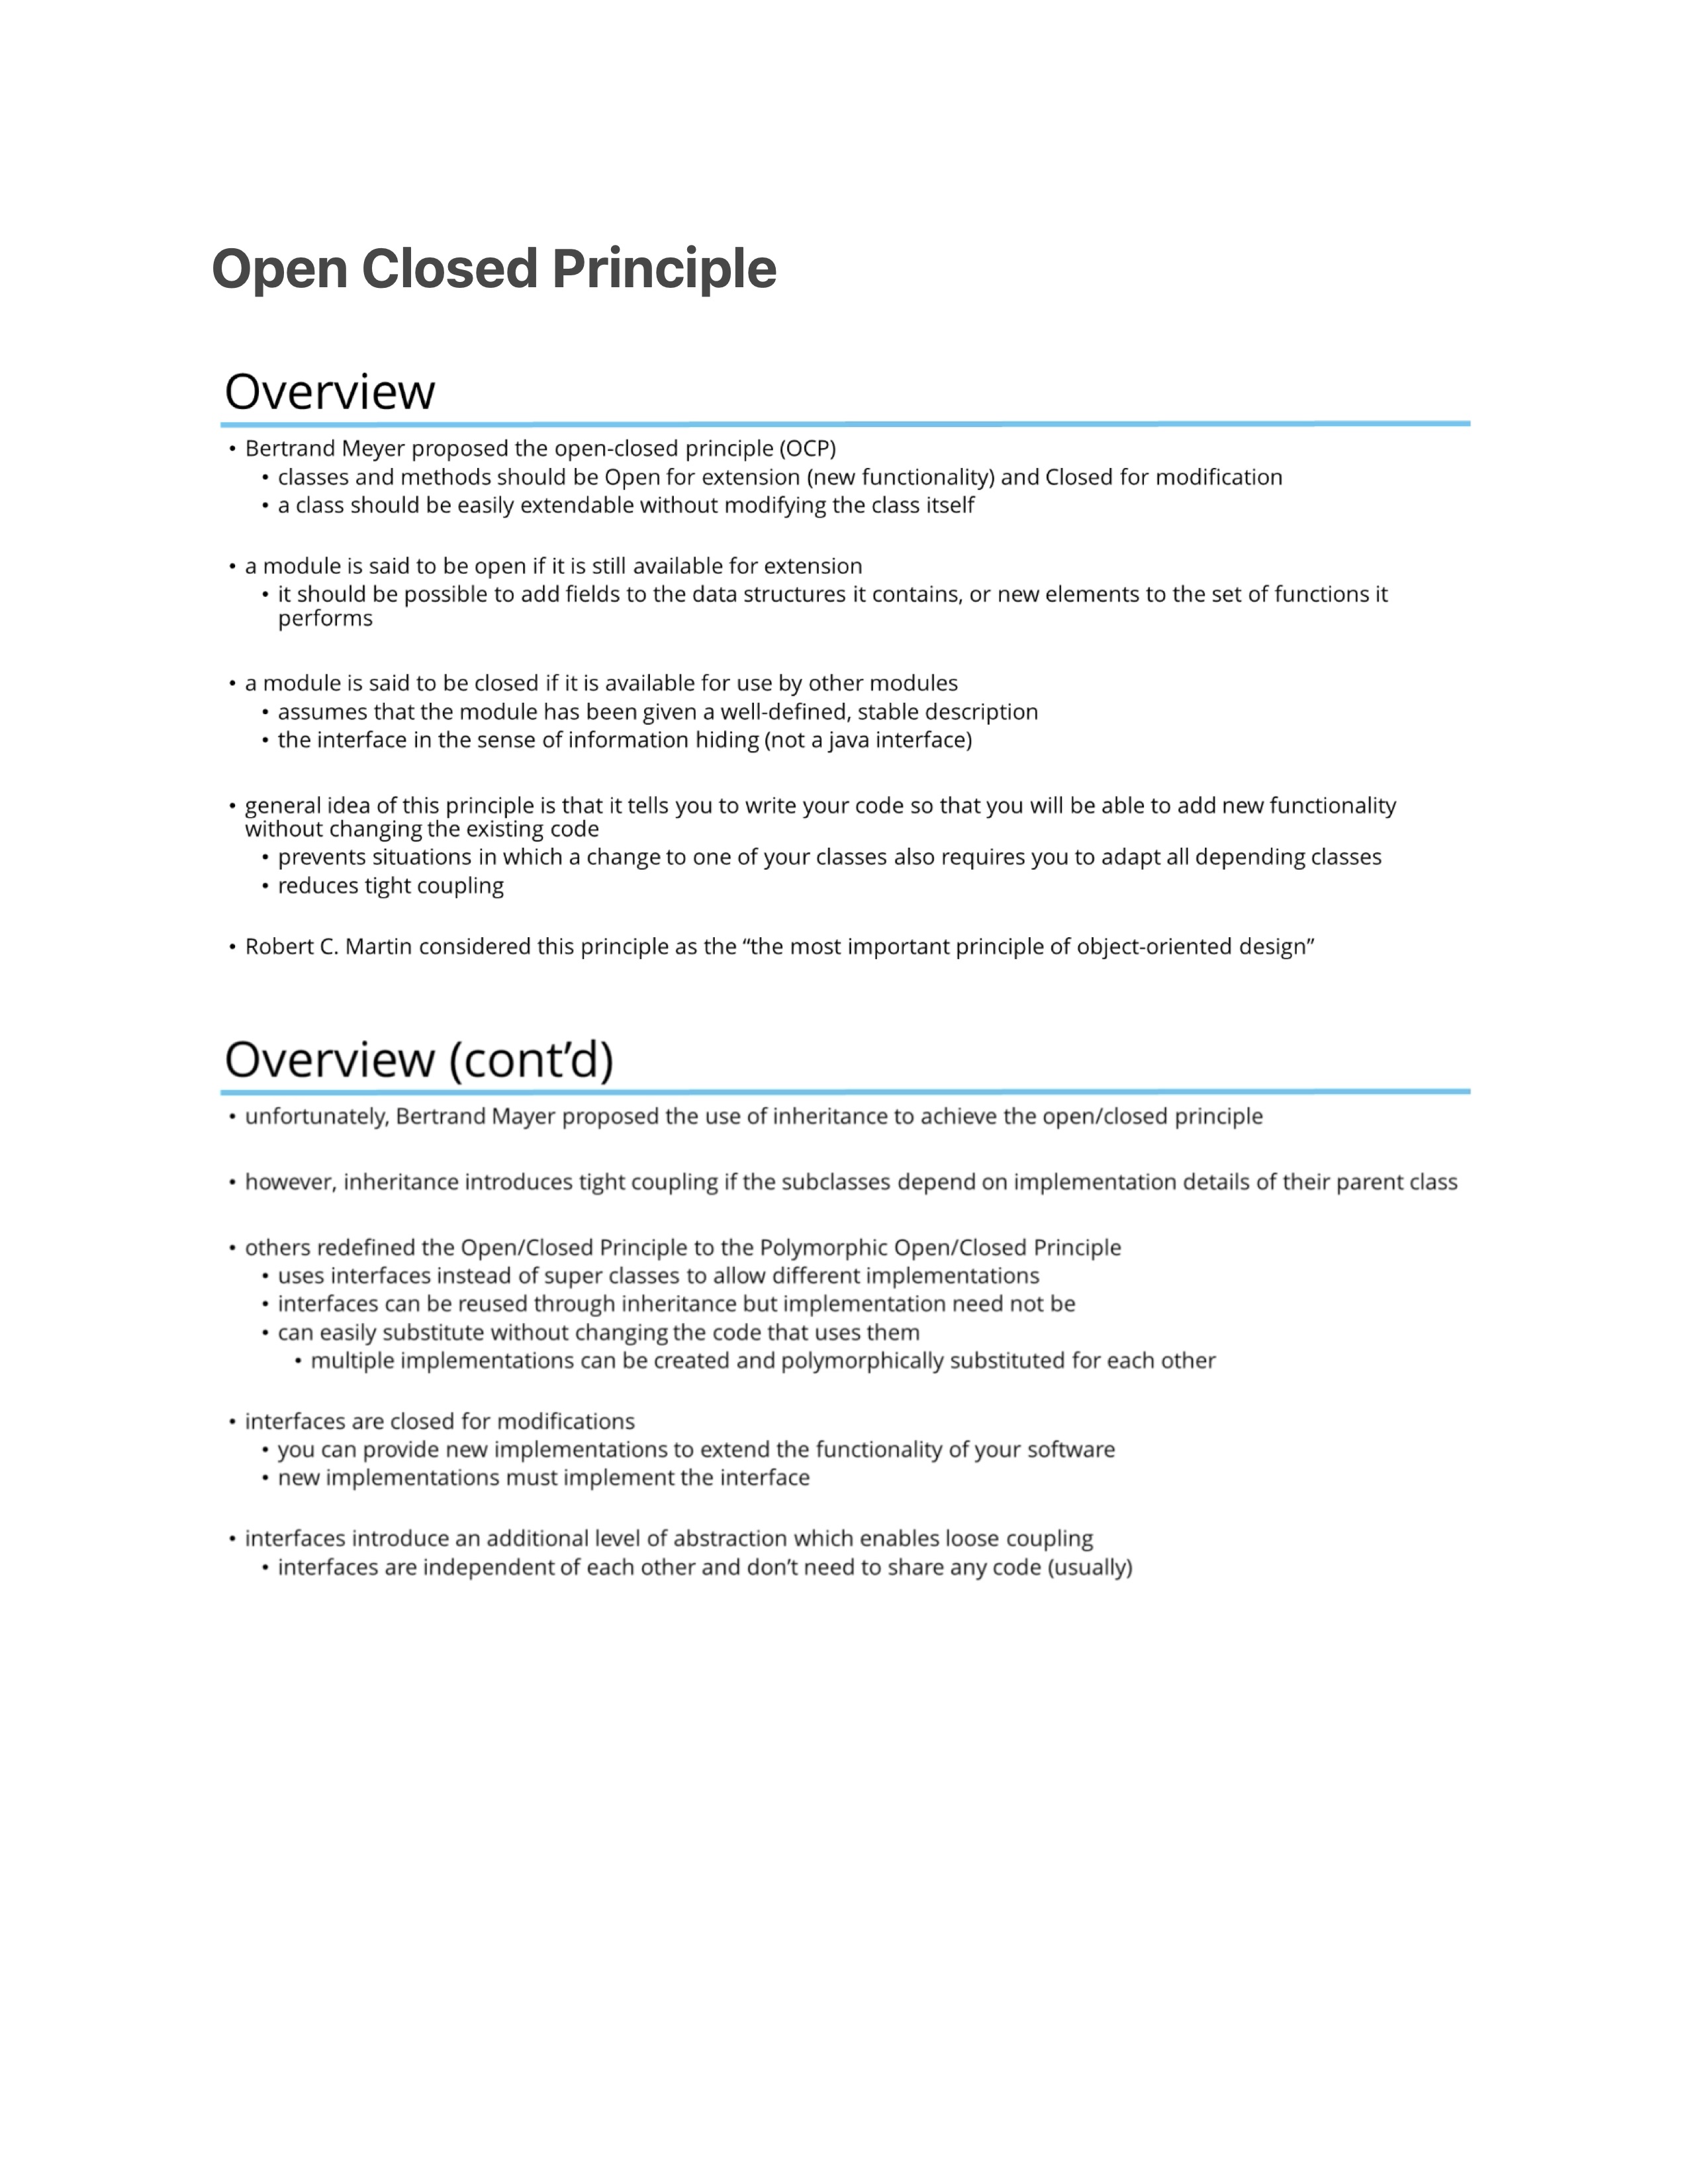 Open Closed Principle
Overview
• Bertrand Meyer proposed the open-closed principle (OCP)
• classes and methods should be Open for extension (new functionality) and Closed for modification
• a class should be easily extendable without modifying the class itself
• a module is said to be open if it is still available for extension
• it should be possible to add fields to the data structures it contains, or new elements to the set of functions it
performs
• a module is said to be closed if it is available for use by other modules
• assumes that the module has been given a well-defined, stable description
• the interface in the sense of information hiding (not a java interface)
• general idea of this principle is that it tells you to write your code so that you will be able to add new functionality
without changing the existing code
• prevents situations in which a change to one of your classes also requires you to adapt all depending classes
• reduces tight coupling
• Robert C. Martin considered this principle as the “the most important principle of object-oriented design”
Overview (cont’d)
• unfortunately, Bertrand Mayer proposed the use of inheritance to achieve the open/closed principle
• however, inheritance introduces tight coupling if the subclasses depend on implementation details of their parent class
• others redefined the Open/Closed Principle to the Polymorphic Open/Closed Principle
• uses interfaces instead of super classes to allow different implementations
• interfaces can be reused through inheritance but implementation need not be
• can easily substitute without changing the code that uses them
• multiple implementations can be created and polymorphically substituted for each other
• interfaces are closed for modifications
• you can provide new implementations to extend the functionality of your software
• new implementations must implement the interface
• interfaces introduce an additional level of abstraction which enables loose coupling
• interfaces are independent of each other and don’t need to share any code (usually)